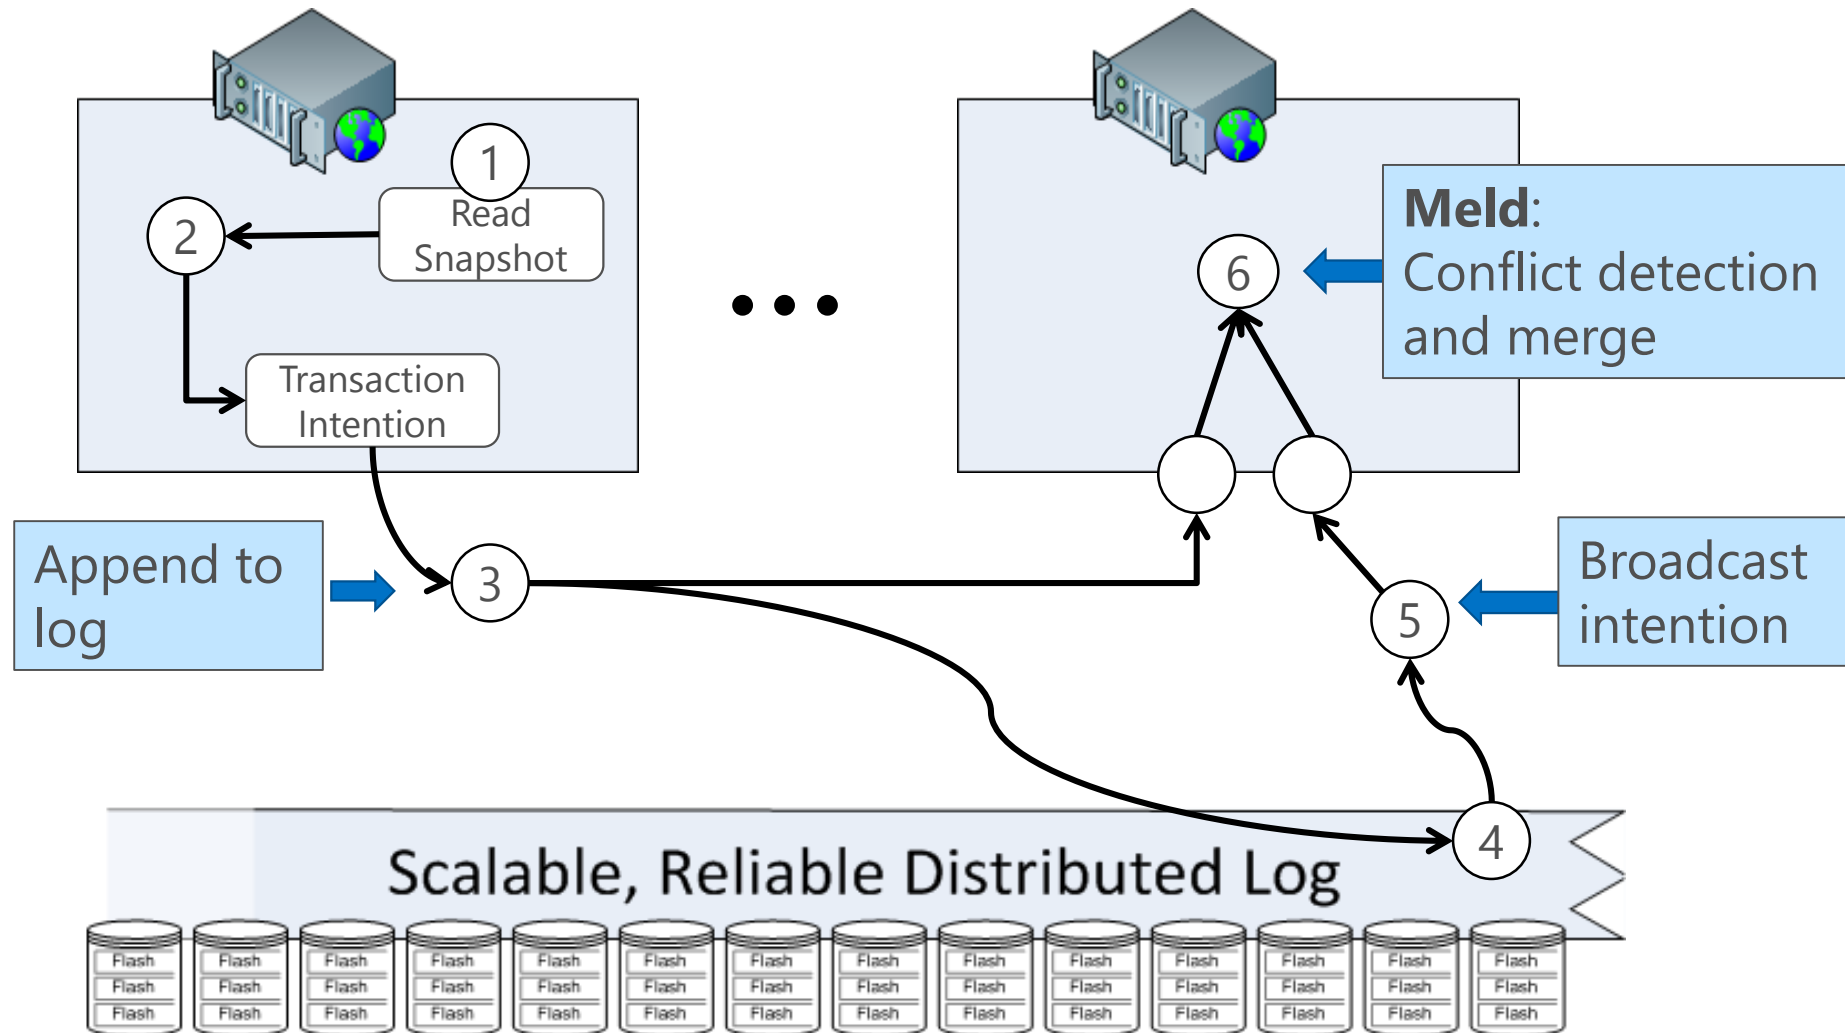 1
Read
Snapshot
2
Transaction
Intention
Meld:
Conflict detection
and merge
6
Append to
log
3
Broadcast
intention
5
4
Scalable, Reliable Distributed Log
Flash Flash Flash Flash Flash Flash Flash Flash Flash Flash Flash Flash Flash Flash
Flash Flash Flash Flash Flash Flash Flash Flash Flash Flash Flash Flash Flash Flash
Flash Flash Flash Flash Flash Flash Flash Flash Flash Flash Flash Flash Flash Flash